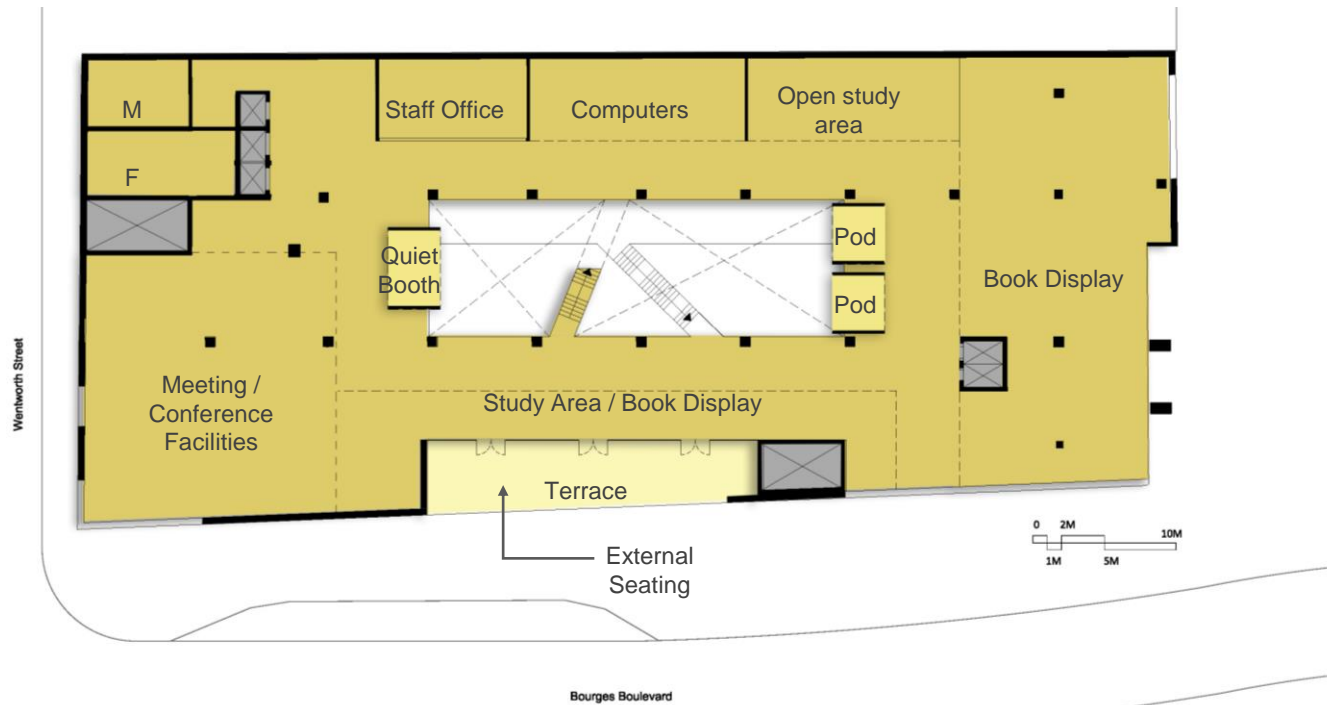 M
F
Staff Office
Computers
Open study
area
Quiet
Booth
Pod
Pod
Book Display
Wentworth Street
Meeting /
Conference
Facilities
Study Area / Book Display
Terrace
External
Seating
0 2M 10M
1M 5M
Bourges Boulevard